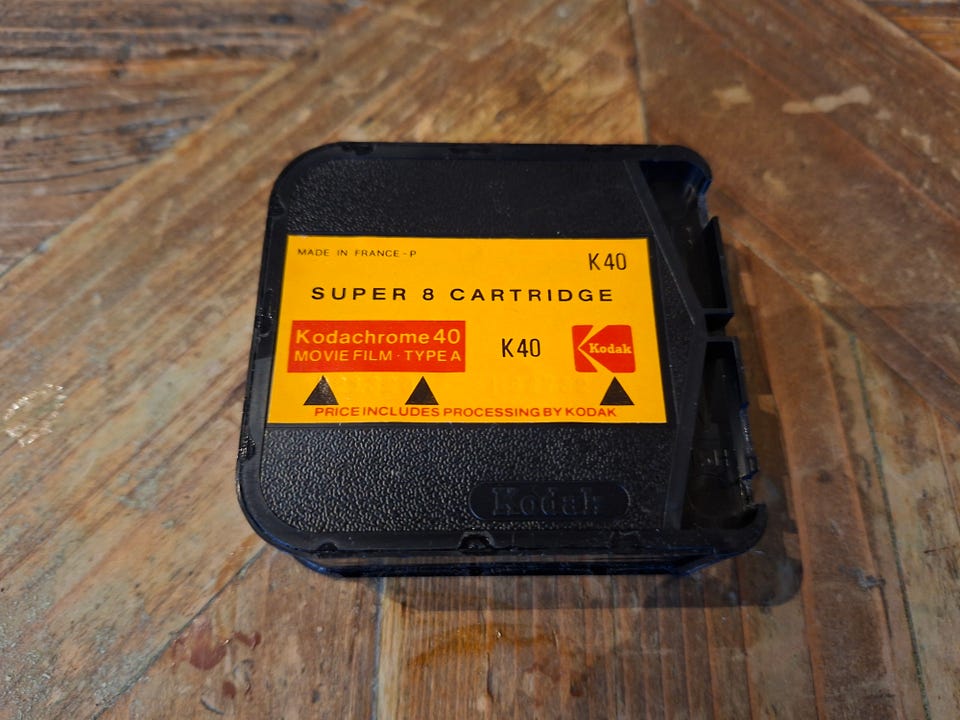 MADE IN FRANCE - P
K40
SUPER 8 CARTRIDGE
Kodachrome 40
MOVIE FILM · TYPE A
K40
Kodak
PRICE INCLUDES PROCESSING BY KODAK
Kodak